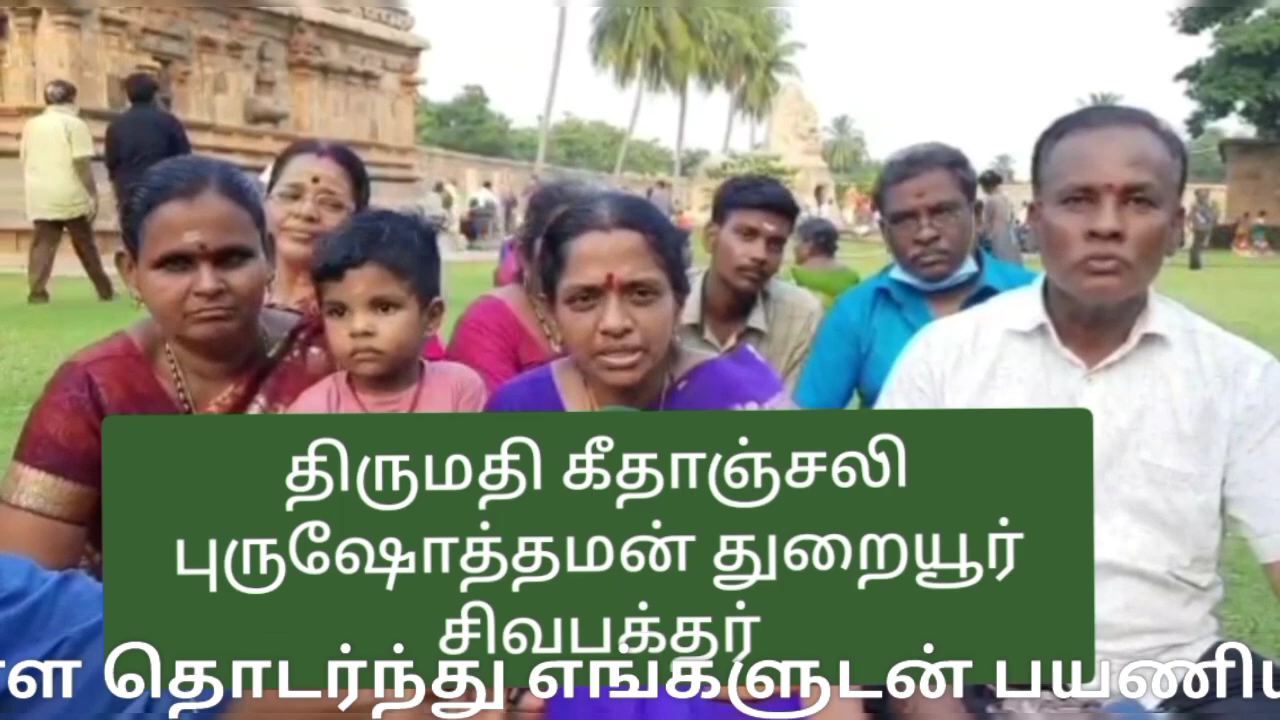 திருமதி கீதாஞ்சலி
புருஷோத்தமன் துறையூர்
சிவபக்தர்
தொடர்ந்து எங்களுடன்